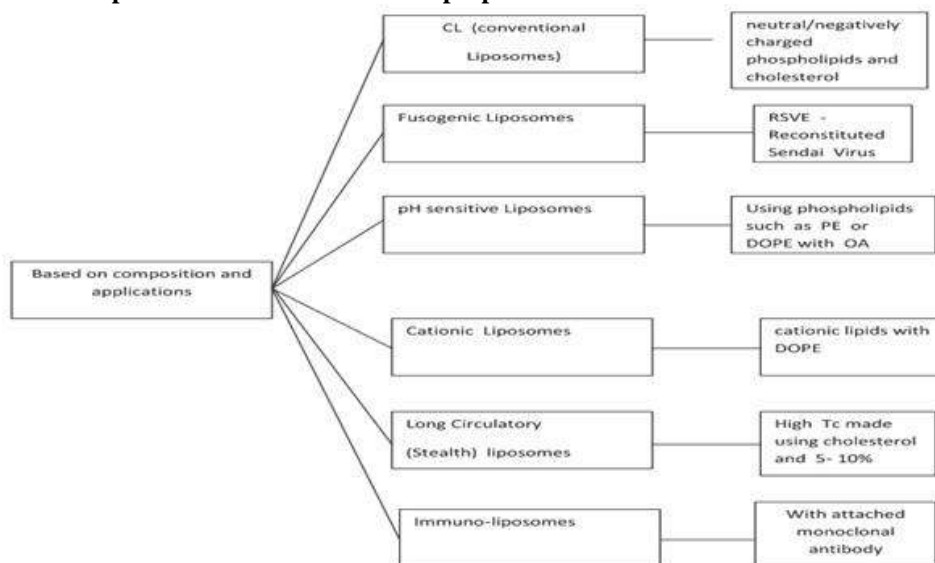 CL (conventional
Liposomes)
neutral/negatively
charged
phospholipids and
cholesterol
Fusogenic Liposomes
RSVE -
Reconstituted
Sendai Virus
pH sensitive Liposomes
Using phospholipids
such as PE or
DOPE with OA
Based on composition and
applications
Cationic Liposomes
cationic lipids with
DOPE
Long Circulatory
(Stealth) liposomes
High Tc made
using cholesterol
and 5- 10%
Immuno-liposomes
With attached
monoclonal
antibody